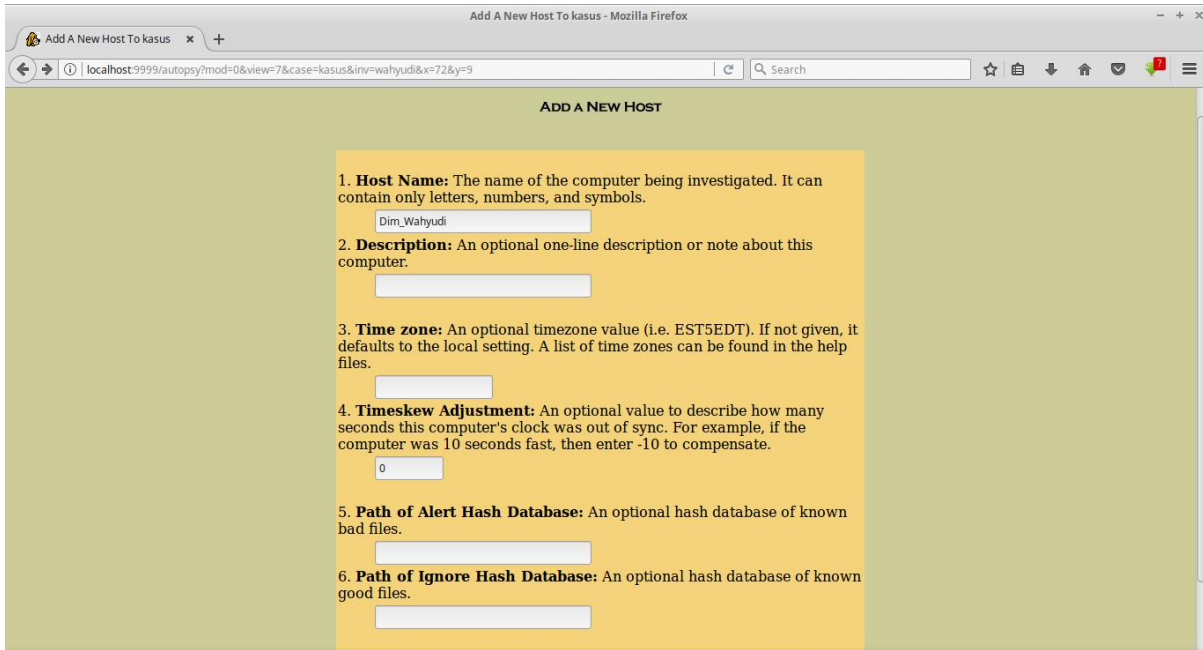 Add A New Host To kasus - Mozilla Firefox
Add A New Host To kasus
localhost:9999/autopsy?mod=0&view=7&case=kasus&inv=wahyudi&x=72&y=9
Search
ADD A NEW HOST
1. Host Name: The name of the computer being investigated. It can
contain only letters, numbers, and symbols.
Dim_Wahyudi
2. Description: An optional one-line description or note about this
computer.
3. Time zone: An optional timezone value (i.e. EST5EDT). If not given, it
defaults to the local setting. A list of time zones can be found in the help
files.
4. Timeskew Adjustment: An optional value to describe how many
seconds this computer's clock was out of sync. For example, if the
computer was 10 seconds fast, then enter -10 to compensate.
0
5. Path of Alert Hash Database: An optional hash database of known
bad files.
6. Path of Ignore Hash Database: An optional hash database of known
good files.